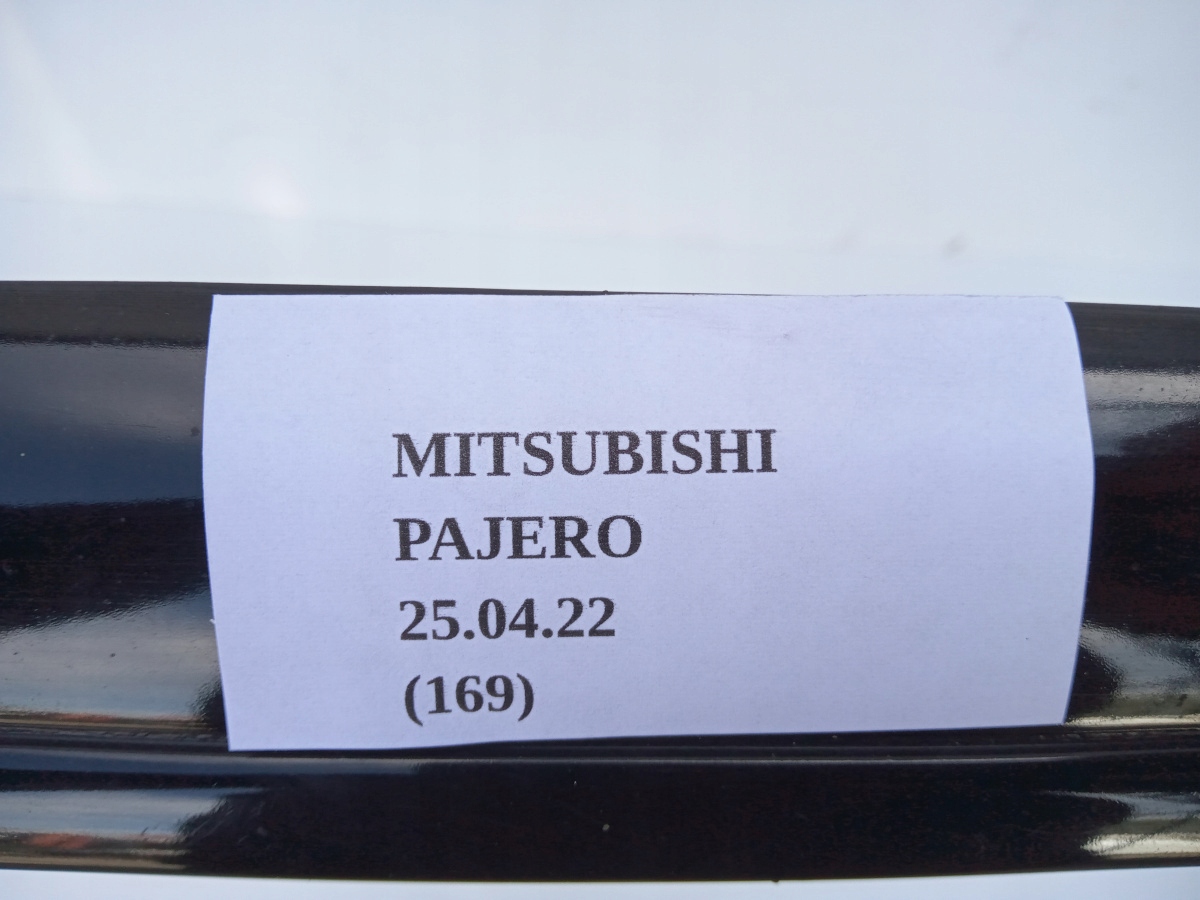 MITSUBISHI
PAJERO
25.04.22
(169)